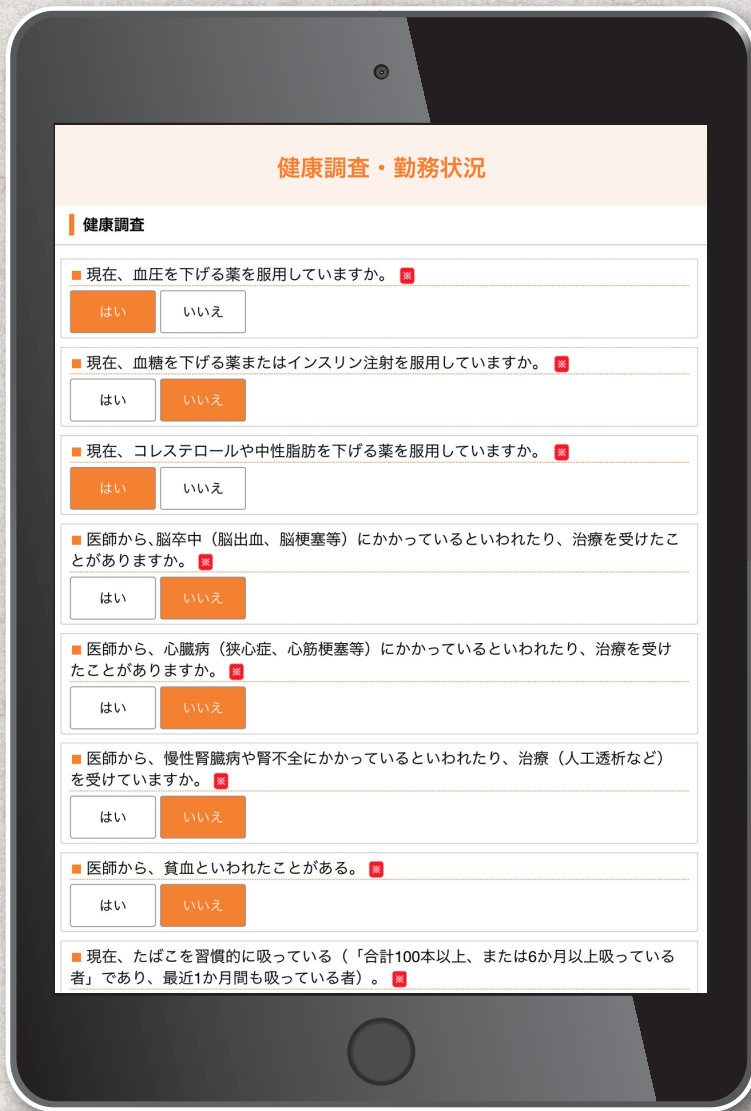 健康調査・勤務状況
健康調査
■ 現在、血圧を下げる薬を服用していますか。 ※
はい いいえ
■ 現在、血糖を下げる薬またはインスリン注射を服用していますか。 ※
はい いいえ
■ 現在、コレステロールや中性脂肪を下げる薬を服用していますか。 ※
はい いいえ
■ 医師から、脳卒中（脳出血、脳梗塞等）にかかっているといわれたり、治療を受けたこ
とがありますか。 ※
はい いいえ
■ 医師から、心臓病（狭心症、心筋梗塞等）にかかっているといわれたり、治療を受け
たことがありますか。 ※
はい いいえ
■ 医師から、慢性腎臓病や腎不全にかかっているといわれたり、治療（人工透析など）
を受けていますか。 ※
はい いいえ
■ 医師から、貧血といわれたことがある。 ※
はい いいえ
■ 現在、たばこを習慣的に吸っている（「合計100本以上、または6か月以上吸っている
者」であり、最近1か月間も吸っている者）。 ※